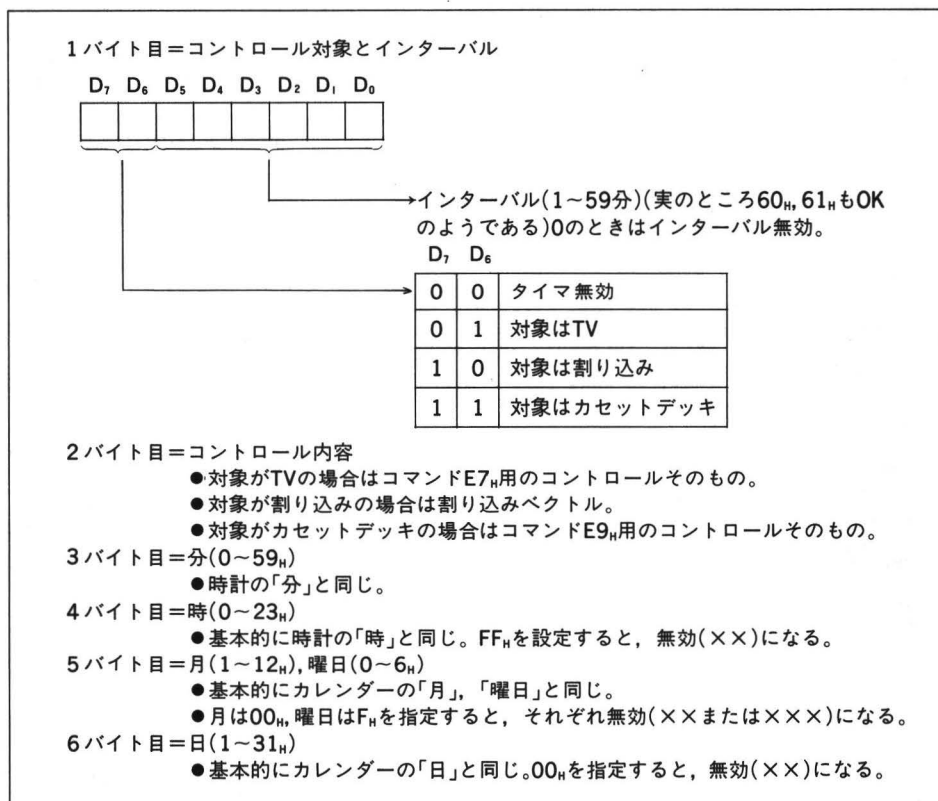 1バイト目＝コントロール対象とインターバル
D₇ D₆ D₅ D₄ D₃ D₂ D₁ D₀
インターバル(1〜59分)(実のところ60ₕ,61ₕもOK
のようである)0のときはインターバル無効。
D₇ D₆
0 0 タイマ無効
0 1 対象はTV
1 0 対象は割り込み
1 1 対象はカセットデッキ
2バイト目＝コントロール内容
●対象がTVの場合はコマンドE7ₕ用のコントロールそのもの。
●対象が割り込みの場合は割り込みベクトル。
●対象がカセットデッキの場合はコマンドE9ₕ用のコントロールそのもの。
3バイト目＝分(0〜59ₕ)
●時計の「分」と同じ。
4バイト目＝時(0〜23ₕ)
●基本的に時計の「時」と同じ。FFₕを設定すると，無効(××)になる。
5バイト目＝月(1〜12ₕ),曜日(0〜6ₕ)
●基本的にカレンダーの「月」，「曜日」と同じ。
●月は00ₕ,曜日はFₕを指定すると，それぞれ無効(××または×××)になる。
6バイト目＝日(1〜31ₕ)
●基本的にカレンダーの「日」と同じ。00ₕを指定すると，無効(××)になる。